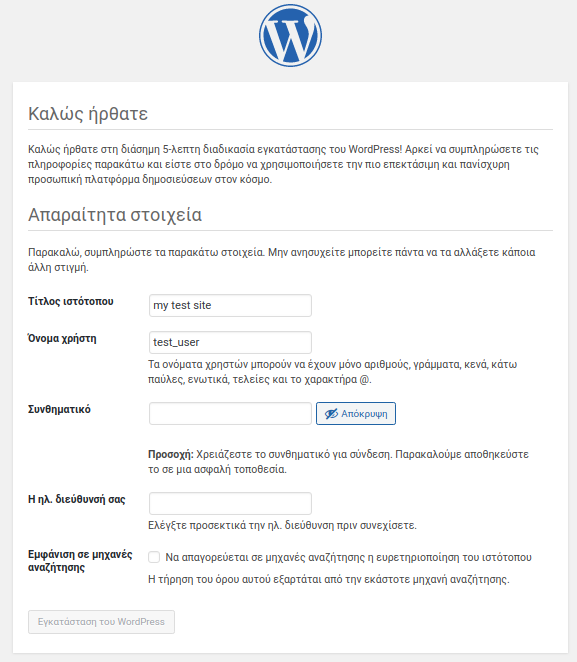 Καλώς ήρθατε
Καλώς ήρθατε στη διάσημη 5-λεπτη διαδικασία εγκατάστασης του WordPress! Αρκεί να συμπληρώσετε τις
πληροφορίες παρακάτω και είστε στο δρόμο να χρησιμοποιήσετε την πιο επεκτάσιμη και πανίσχυρη
προσωπική πλατφόρμα δημοσιεύσεων στον κόσμο.
Απαραίτητα στοιχεία
Παρακαλώ, συμπληρώστε τα παρακάτω στοιχεία. Μην ανησυχείτε μπορείτε πάντα να τα αλλάξετε κάποια
άλλη στιγμή.
Τίτλος ιστότοπου
my test site
Όνομα χρήστη
test_user
Τα ονόματα χρηστών μπορούν να έχουν μόνο αριθμούς, γράμματα, κενά, κάτω
παύλες, ενωτικά, τελείες και το χαρακτήρα @.
Συνθηματικό
Απόκρυψη
Προσοχή: Χρειάζεστε το συνθηματικό για σύνδεση. Παρακαλούμε αποθηκεύστε
το σε μια ασφαλή τοποθεσία.
Η ηλ. διεύθυνσή σας
Ελέγξτε προσεκτικά την ηλ. διεύθυνση πριν συνεχίσετε.
Εμφάνιση σε μηχανές
αναζήτησης
Να απαγορεύεται σε μηχανές αναζήτησης η ευρετηριοποίηση του ιστότοπου
Η τήρηση του όρου αυτού εξαρτάται από την εκάστοτε μηχανή αναζήτησης.
Εγκατάσταση του WordPress